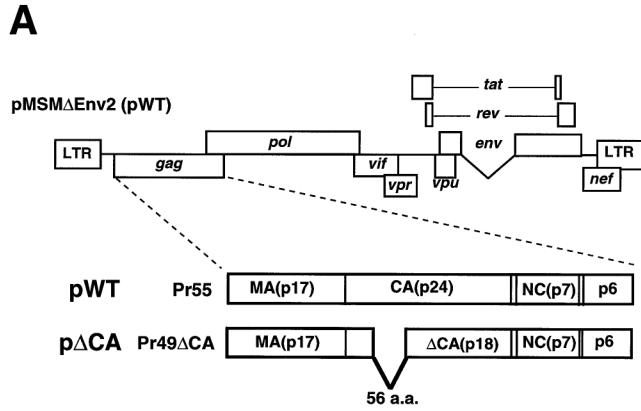 A
tat
pMSMΔEnv2 (pWT)
rev
pol
env
LTR
gag
vif
vpr
vpu
LTR
nef
pWT Pr55 MA(p17) CA(p24) NC(p7) p6
pΔCA Pr49ΔCA MA(p17) ΔCA(p18) NC(p7) p6
56 a.a.